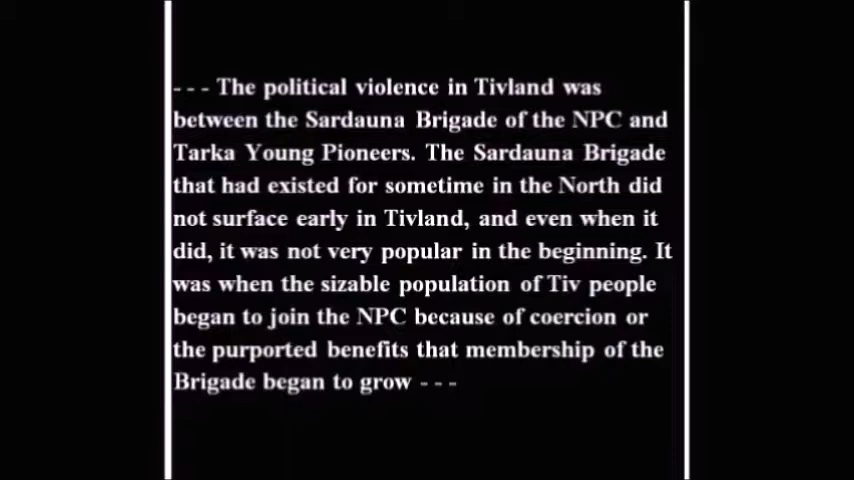 - - - The political violence in Tivland was
between the Sardauna Brigade of the NPC and
Tarka Young Pioneers. The Sardauna Brigade
that had existed for sometime in the North did
not surface early in Tivland, and even when it
did, it was not very popular in the beginning. It
was when the sizable population of Tiv people
began to join the NPC because of coercion or
the purported benefits that membership of the
Brigade began to grow - - -